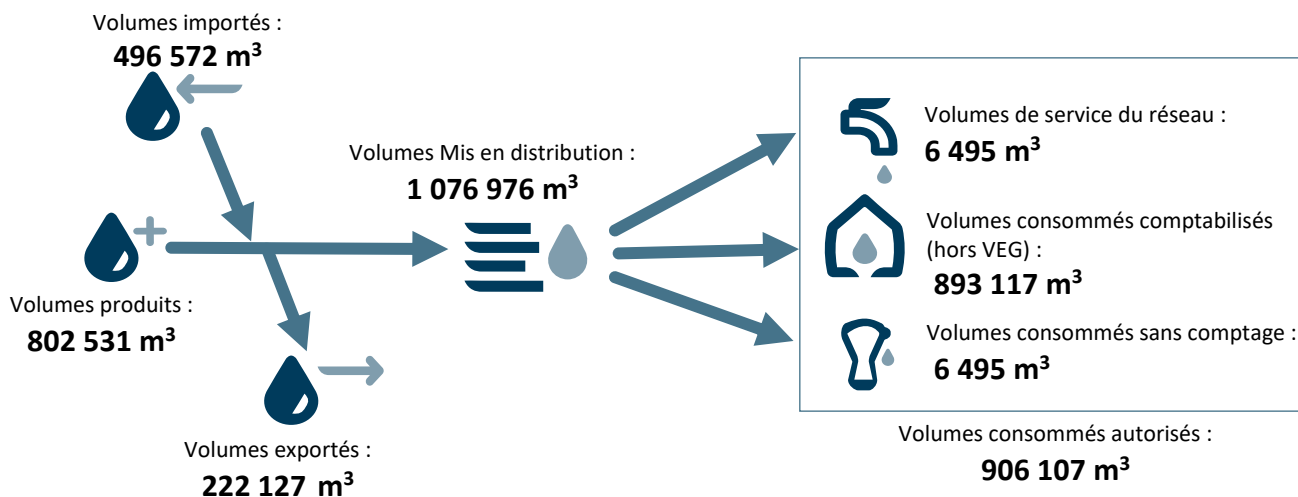 Volumes importés :
496 572 m³
Volumes produits :
802 531 m³
Volumes exportés :
222 127 m³
Volumes Mis en distribution :
1 076 976 m³
Volumes de service du réseau :
6 495 m³
Volumes consommés comptabilisés
(hors VEG) :
893 117 m³
Volumes consommés sans comptage :
6 495 m³
Volumes consommés autorisés :
906 107 m³